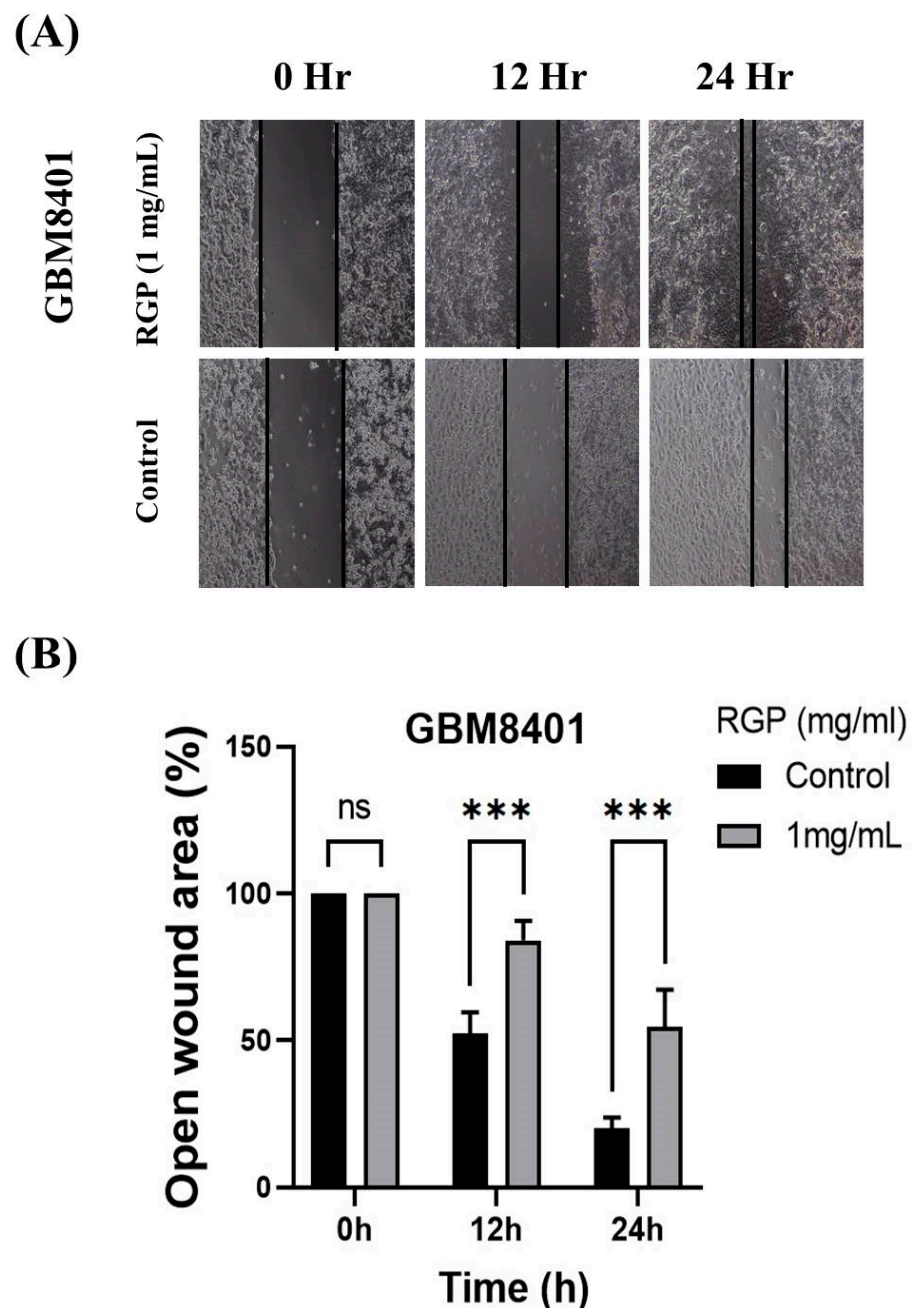 (A)
0 Hr 12 Hr 24 Hr
GBM8401
RGP (1 mg/mL)
Control
(B)
GBM8401
RGP (mg/ml)
Control
1mg/mL
Open wound area (%)
150
100
50
0
ns
***
***
0h 12h 24h
Time (h)